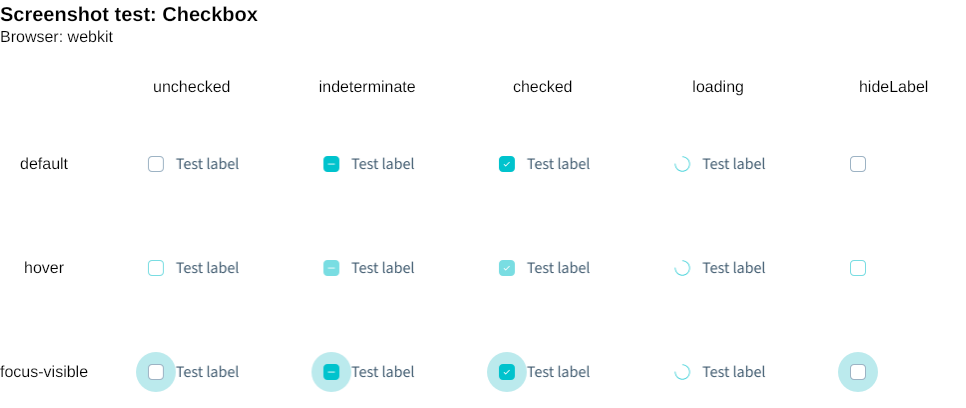 Screenshot test: Checkbox
Browser: webkit
unchecked indeterminate checked loading hideLabel
default Test label Test label Test label Test label
hover Test label Test label Test label Test label
focus-visible Test label Test label Test label Test label